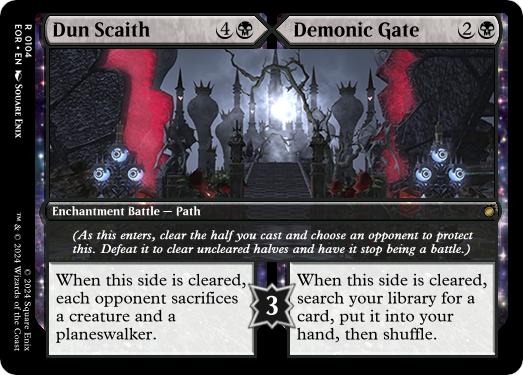 Dun Scaith 4
Demonic Gate 2
Enchantment Battle — Path
(As this enters, clear the half you cast and choose an opponent to protect
this. Defeat it to clear uncleared halves and have it stop being a battle.)
When this side is cleared,
each opponent sacrifices
a creature and a
planeswalker.
3
When this side is cleared,
search your library for a
card, put it into your
hand, then shuffle.
R 0104
EOR • EN Square Enix
™ & © 2024 Wizards of the Coast
© 2024 Square Enix